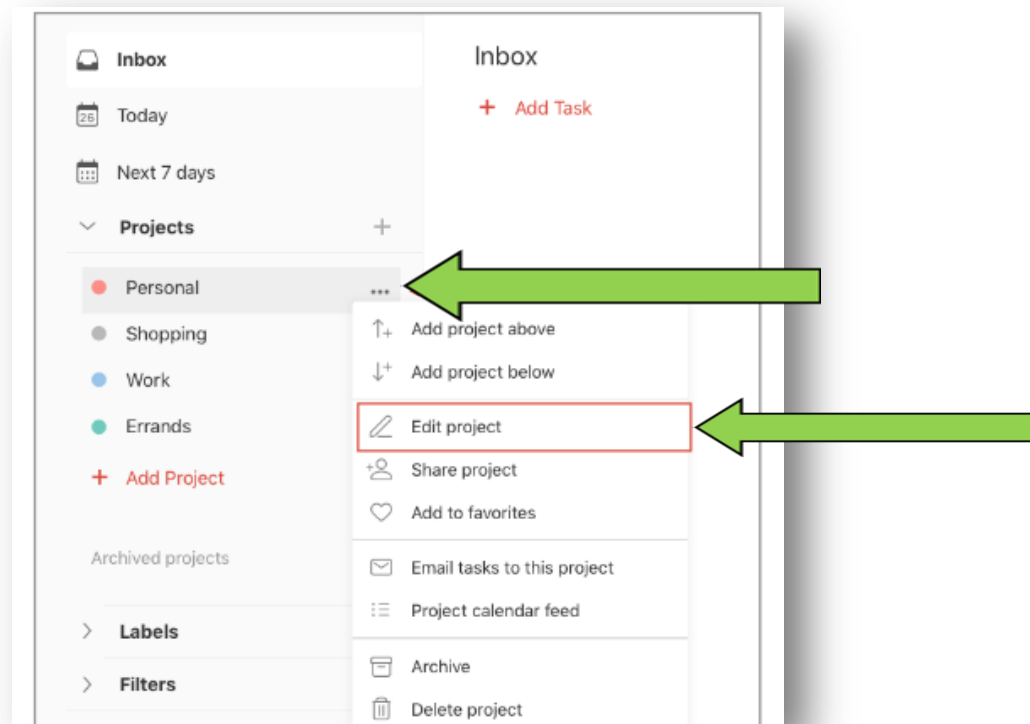 Inbox
Today
26
Next 7 days
Projects
Personal
Shopping
Work
Errands
+ Add Project
Archived projects
Labels
Filters
Inbox
+ Add Task
Add project above
Add project below
Edit project
Share project
Add to favorites
Email tasks to this project
Project calendar feed
Archive
Delete project